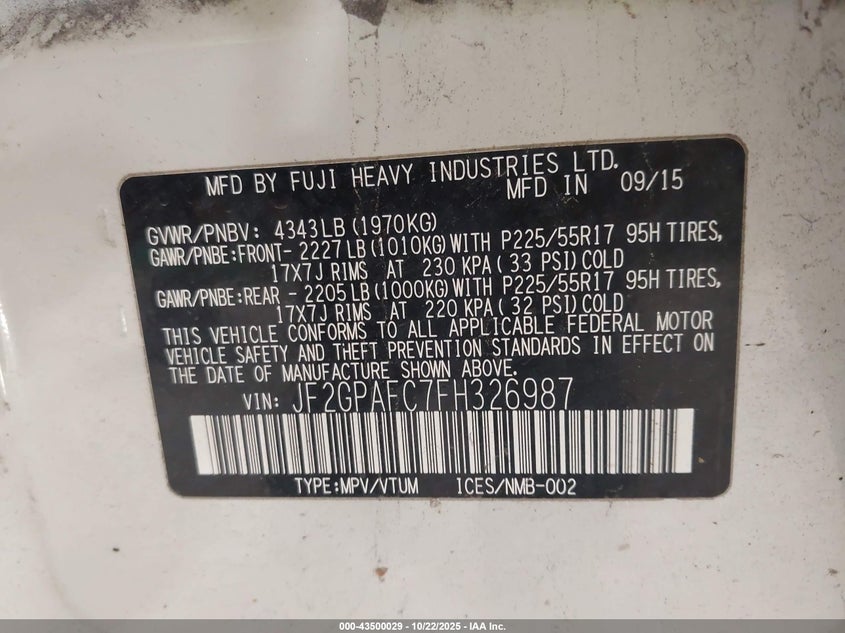 MFD BY FUJI HEAVY INDUSTRIES LTD.
MFD IN 09/15
GVWR/PNBV: 4343LB(1970KG)
GAWR/PNBE:FRONT- 2227LB(1010KG)WITH P225/55R17 95H TIRES,
17X7J RIMS AT 230 KPA( 33 PSI)COLD
GAWR/PNBE:REAR - 2205LB(1000KG)WITH P225/55R17 95H TIRES,
17X7J RIMS AT 220 KPA( 32 PSI)COLD
THIS VEHICLE CONFORMS TO ALL APPLICABLE FEDERAL MOTOR
VEHICLE SAFETY AND THEFT PREVENTION STANDARDS IN EFFECT ON
THE DATE OF MANUFACTURE SHOWN ABOVE.
VIN: JF2GPAFC7FH326987
TYPE:MPV/VTUM ICES/NMB-002
000-43500029 - 10/22/2025 - IAA Inc.